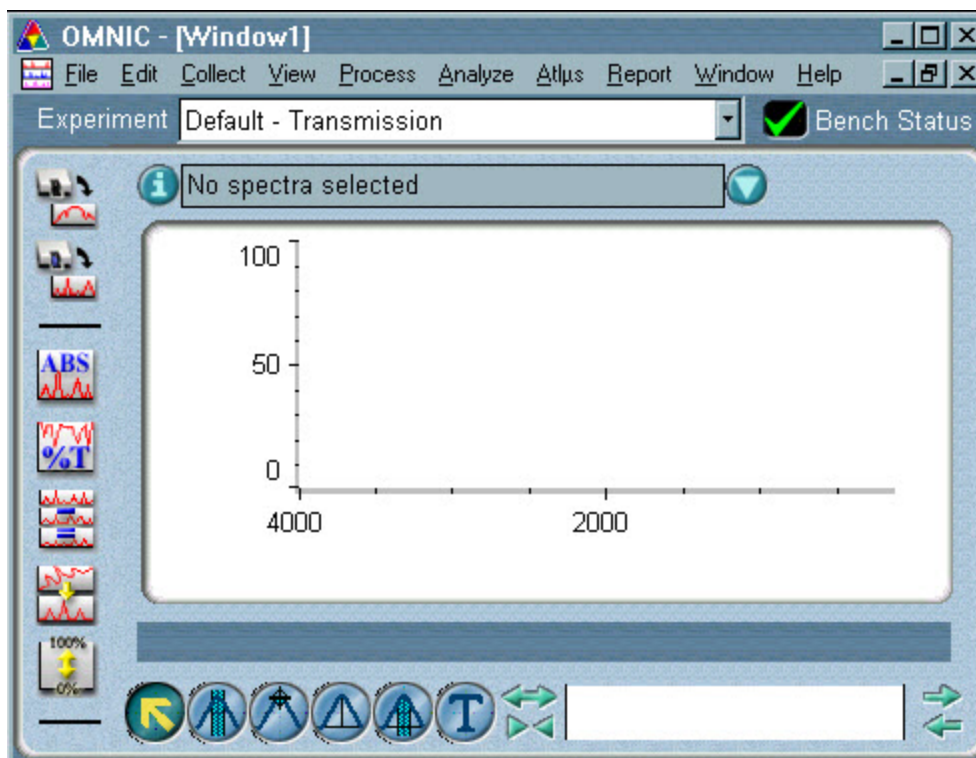 OMNIC - [Window1]
File Edit Collect View Process Analyze Atlµs Report Window Help
Experiment Default - Transmission Bench Status
No spectra selected
100
50
0
4000 2000
ABS
%T
100%
0%
T